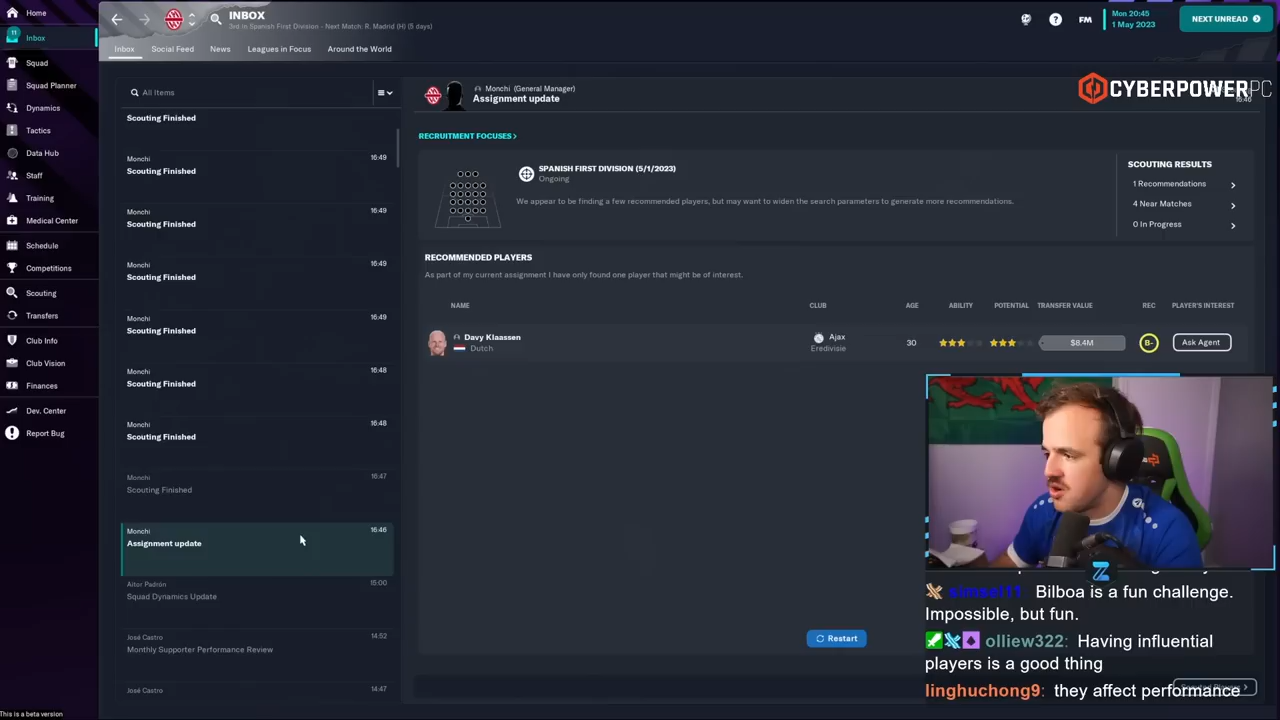 Home
11
Inbox
Squad
Squad Planner
Dynamics
Tactics
Data Hub
Staff
Training
Medical Center
Schedule
Competitions
Scouting
Transfers
Club Info
Club Vision
Finances
Dev. Center
Report Bug
This is a beta version
INBOX
3rd in Spanish First Division - Next Match: R. Madrid (H) (5 days)
FM
Mon 20:45
1 May 2023
NEXT UNREAD
Inbox
Social Feed
News
Leagues in Focus
Around the World
All Items
Scouting Finished
Monchi
16:49
Scouting Finished
Monchi
16:49
Scouting Finished
Monchi
16:49
Scouting Finished
Monchi
16:49
Scouting Finished
Monchi
16:48
Scouting Finished
Monchi
16:48
Scouting Finished
Monchi
16:47
Scouting Finished
Monchi
16:46
Assignment update
Aitor Padrón
15:00
Squad Dynamics Update
José Castro
14:52
Monthly Supporter Performance Review
José Castro
14:47
Monchi (General Manager)
Assignment update
CYBERPOWERPC
16:46
RECRUITMENT FOCUSES >
SPANISH FIRST DIVISION (5/1/2023)
Ongoing
We appear to be finding a few recommended players, but may want to widen the search parameters to generate more recommendations.
SCOUTING RESULTS
1 Recommendations
4 Near Matches
0 In Progress
RECOMMENDED PLAYERS
As part of my current assignment I have only found one player that might be of interest.
NAME
CLUB
AGE
ABILITY
POTENTIAL
TRANSFER VALUE
REC
PLAYER'S INTEREST
Davy Klaassen
Dutch
Ajax
Eredivisie
30
$8.4M
B-
Ask Agent
Restart
simsel11 Bilboa is a fun challenge.
Impossible, but fun.
olliew322: Having influential
players is a good thing
linghuchong9: they affect performance